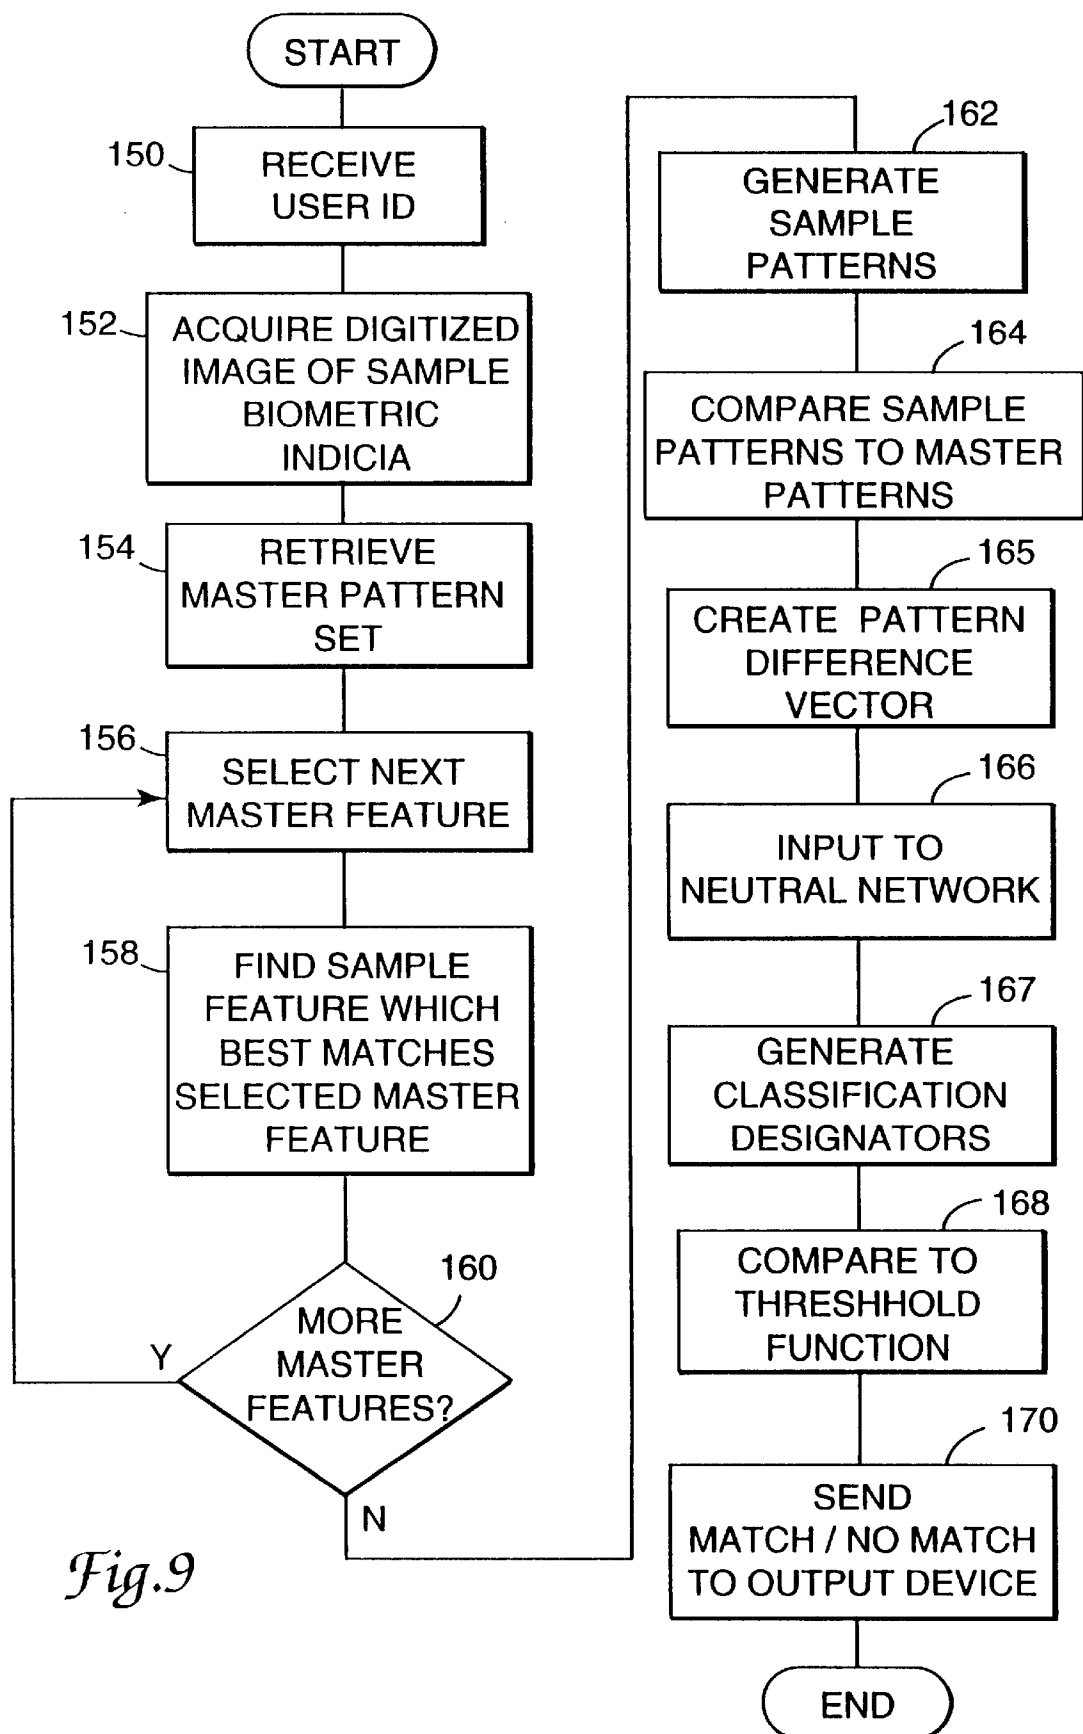 START
150
RECEIVE
USER ID
152
ACQUIRE DIGITIZED
IMAGE OF SAMPLE
BIOMETRIC
INDICIA
154
RETRIEVE
MASTER PATTERN
SET
156
SELECT NEXT
MASTER FEATURE
158
FIND SAMPLE
FEATURE WHICH
BEST MATCHES
SELECTED MASTER
FEATURE
160
MORE
MASTER
FEATURES?
Y
N
162
GENERATE
SAMPLE
PATTERNS
164
COMPARE SAMPLE
PATTERNS TO MASTER
PATTERNS
165
CREATE PATTERN
DIFFERENCE
VECTOR
166
INPUT TO
NEUTRAL NETWORK
167
GENERATE
CLASSIFICATION
DESIGNATORS
168
COMPARE TO
THRESHHOLD
FUNCTION
170
SEND
MATCH / NO MATCH
TO OUTPUT DEVICE
END
Fig.9